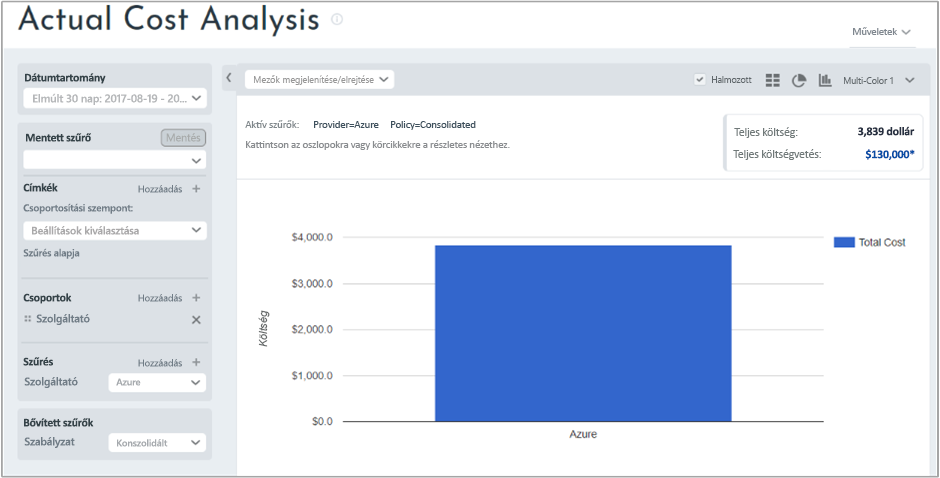 Actual Cost Analysis
Műveletek
Dátumtartomány
Elmúlt 30 nap: 2017-08-19 - 20...
Mentett szűrő
Mentés
Címkék
Hozzáadás +
Csoportosítási szempont:
Beállítások kiválasztása
Szűrés alapja
Csoportok
Hozzáadás +
Szolgáltató
Szűrés
Hozzáadás +
Szolgáltató
Azure
Bővített szűrők
Szabályzat
Konszolidált
Mezők megjelenítése/elrejtése
Halmozott
Multi-Color 1
Aktív szűrők: Provider=Azure Policy=Consolidated
Kattintson az oszlopokra vagy körcikkekre a részletes nézethez.
Teljes költség: 3,839 dollár
Teljes költségvetés: $130,000*
$4,000.0
$3,000.0
$2,000.0
$1,000.0
$0.0
Költség
Azure
Total Cost